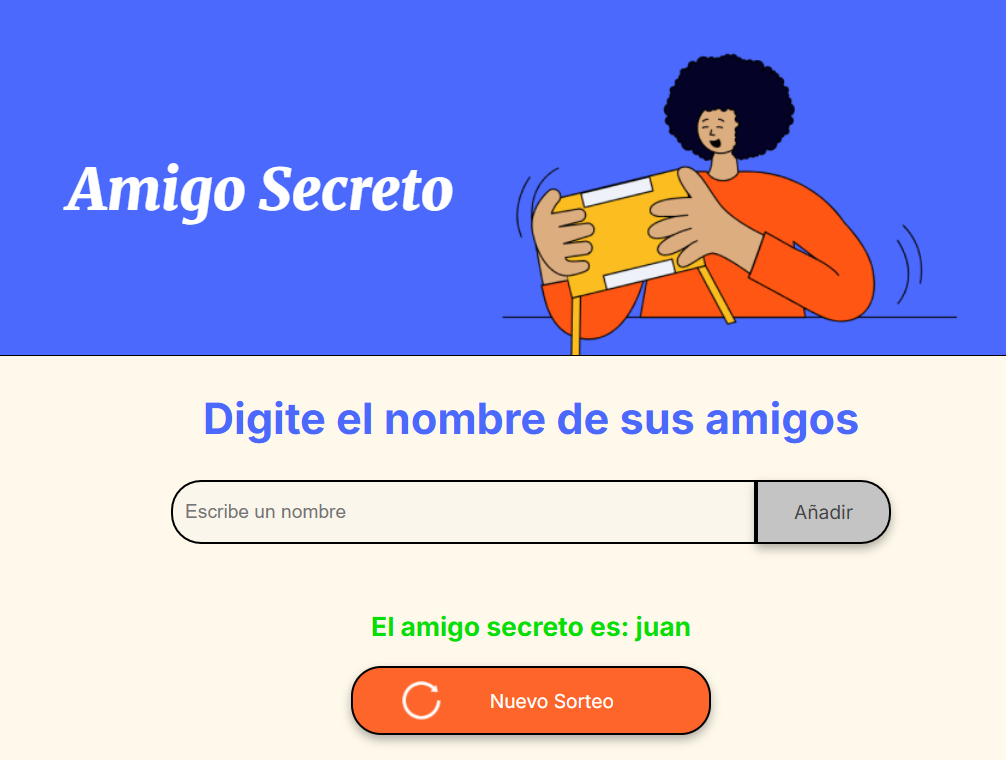 Amigo Secreto
Digite el nombre de sus amigos
Escribe un nombre
Añadir
El amigo secreto es: juan
Nuevo Sorteo